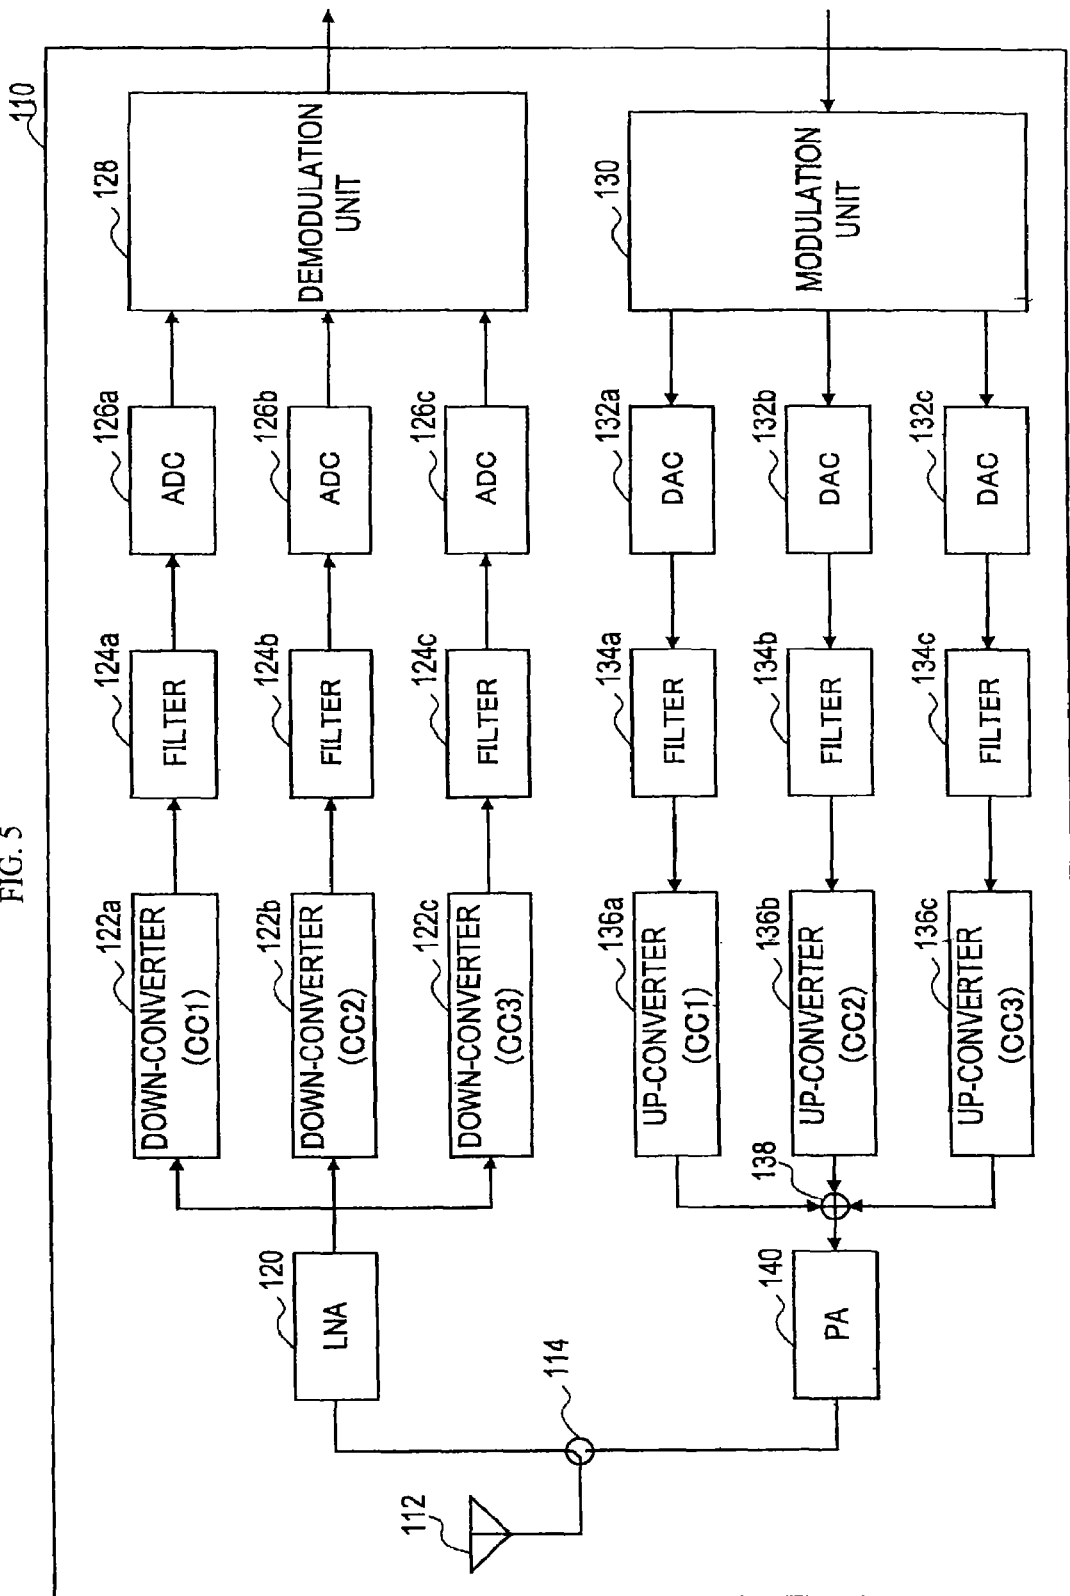 FIG. 5
110
112
114
LNA
120
DOWN-CONVERTER
(CC1)
122a
FILTER
124a
ADC
126a
DOWN-CONVERTER
(CC2)
122b
FILTER
124b
ADC
126b
DOWN-CONVERTER
(CC3)
122c
FILTER
124c
ADC
126c
DEMODULATION
UNIT
128
PA
140
138
UP-CONVERTER
(CC1)
136a
FILTER
134a
DAC
132a
UP-CONVERTER
(CC2)
136b
FILTER
134b
DAC
132b
UP-CONVERTER
(CC3)
136c
FILTER
134c
DAC
132c
MODULATION
UNIT
130